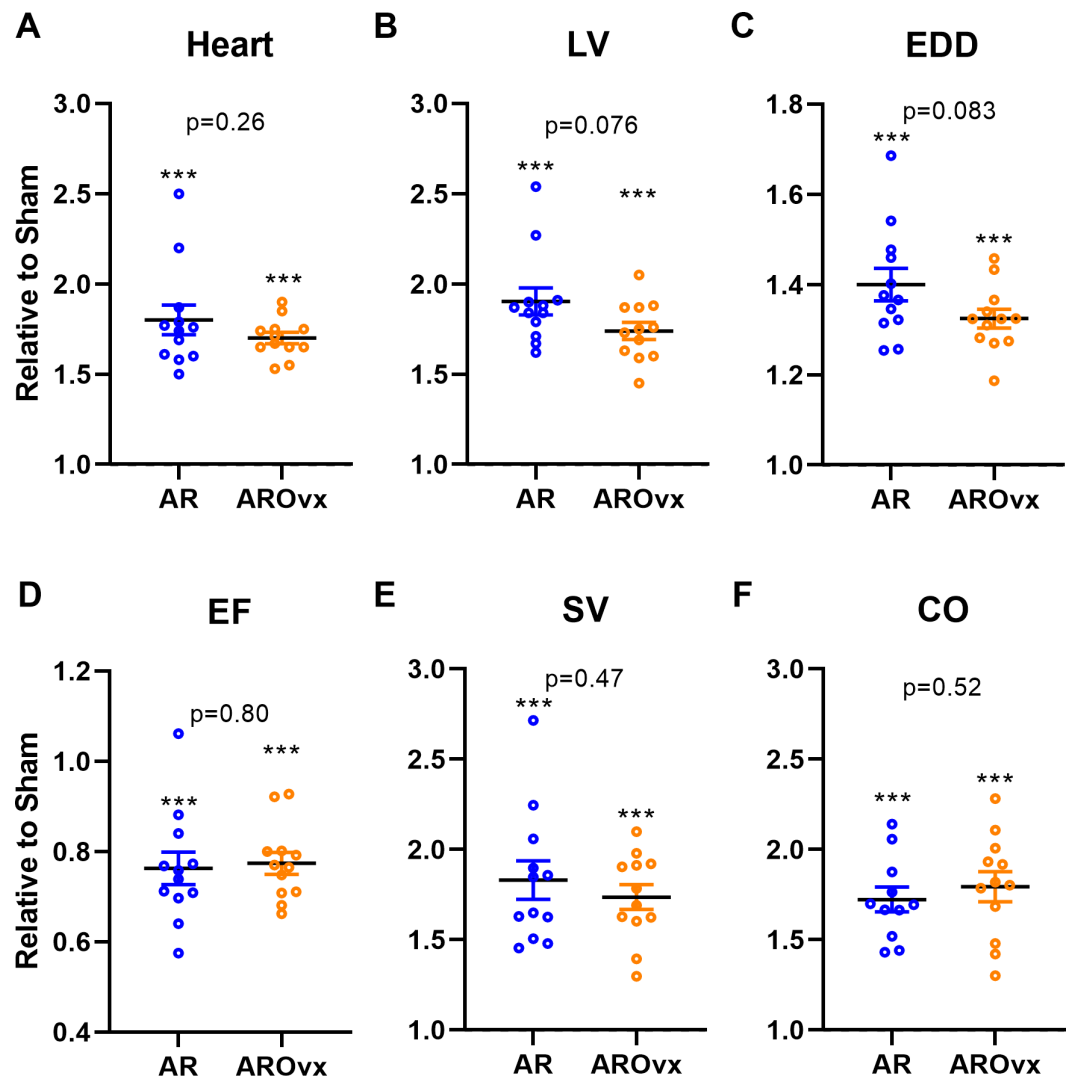 A
Heart
B
LV
C
EDD
Relative to Sham
3.0
2.5
2.0
1.5
1.0
p=0.26
***
***
AR
AROvx
3.0
2.5
2.0
1.5
1.0
p=0.076
***
***
AR
AROvx
1.8
1.6
1.4
1.2
1.0
p=0.083
***
***
AR
AROvx
D
EF
E
SV
F
CO
Relative to Sham
1.2
1.0
0.8
0.6
0.4
p=0.80
***
***
AR
AROvx
3.0
2.5
2.0
1.5
1.0
p=0.47
***
***
AR
AROvx
3.0
2.5
2.0
1.5
1.0
p=0.52
***
***
AR
AROvx